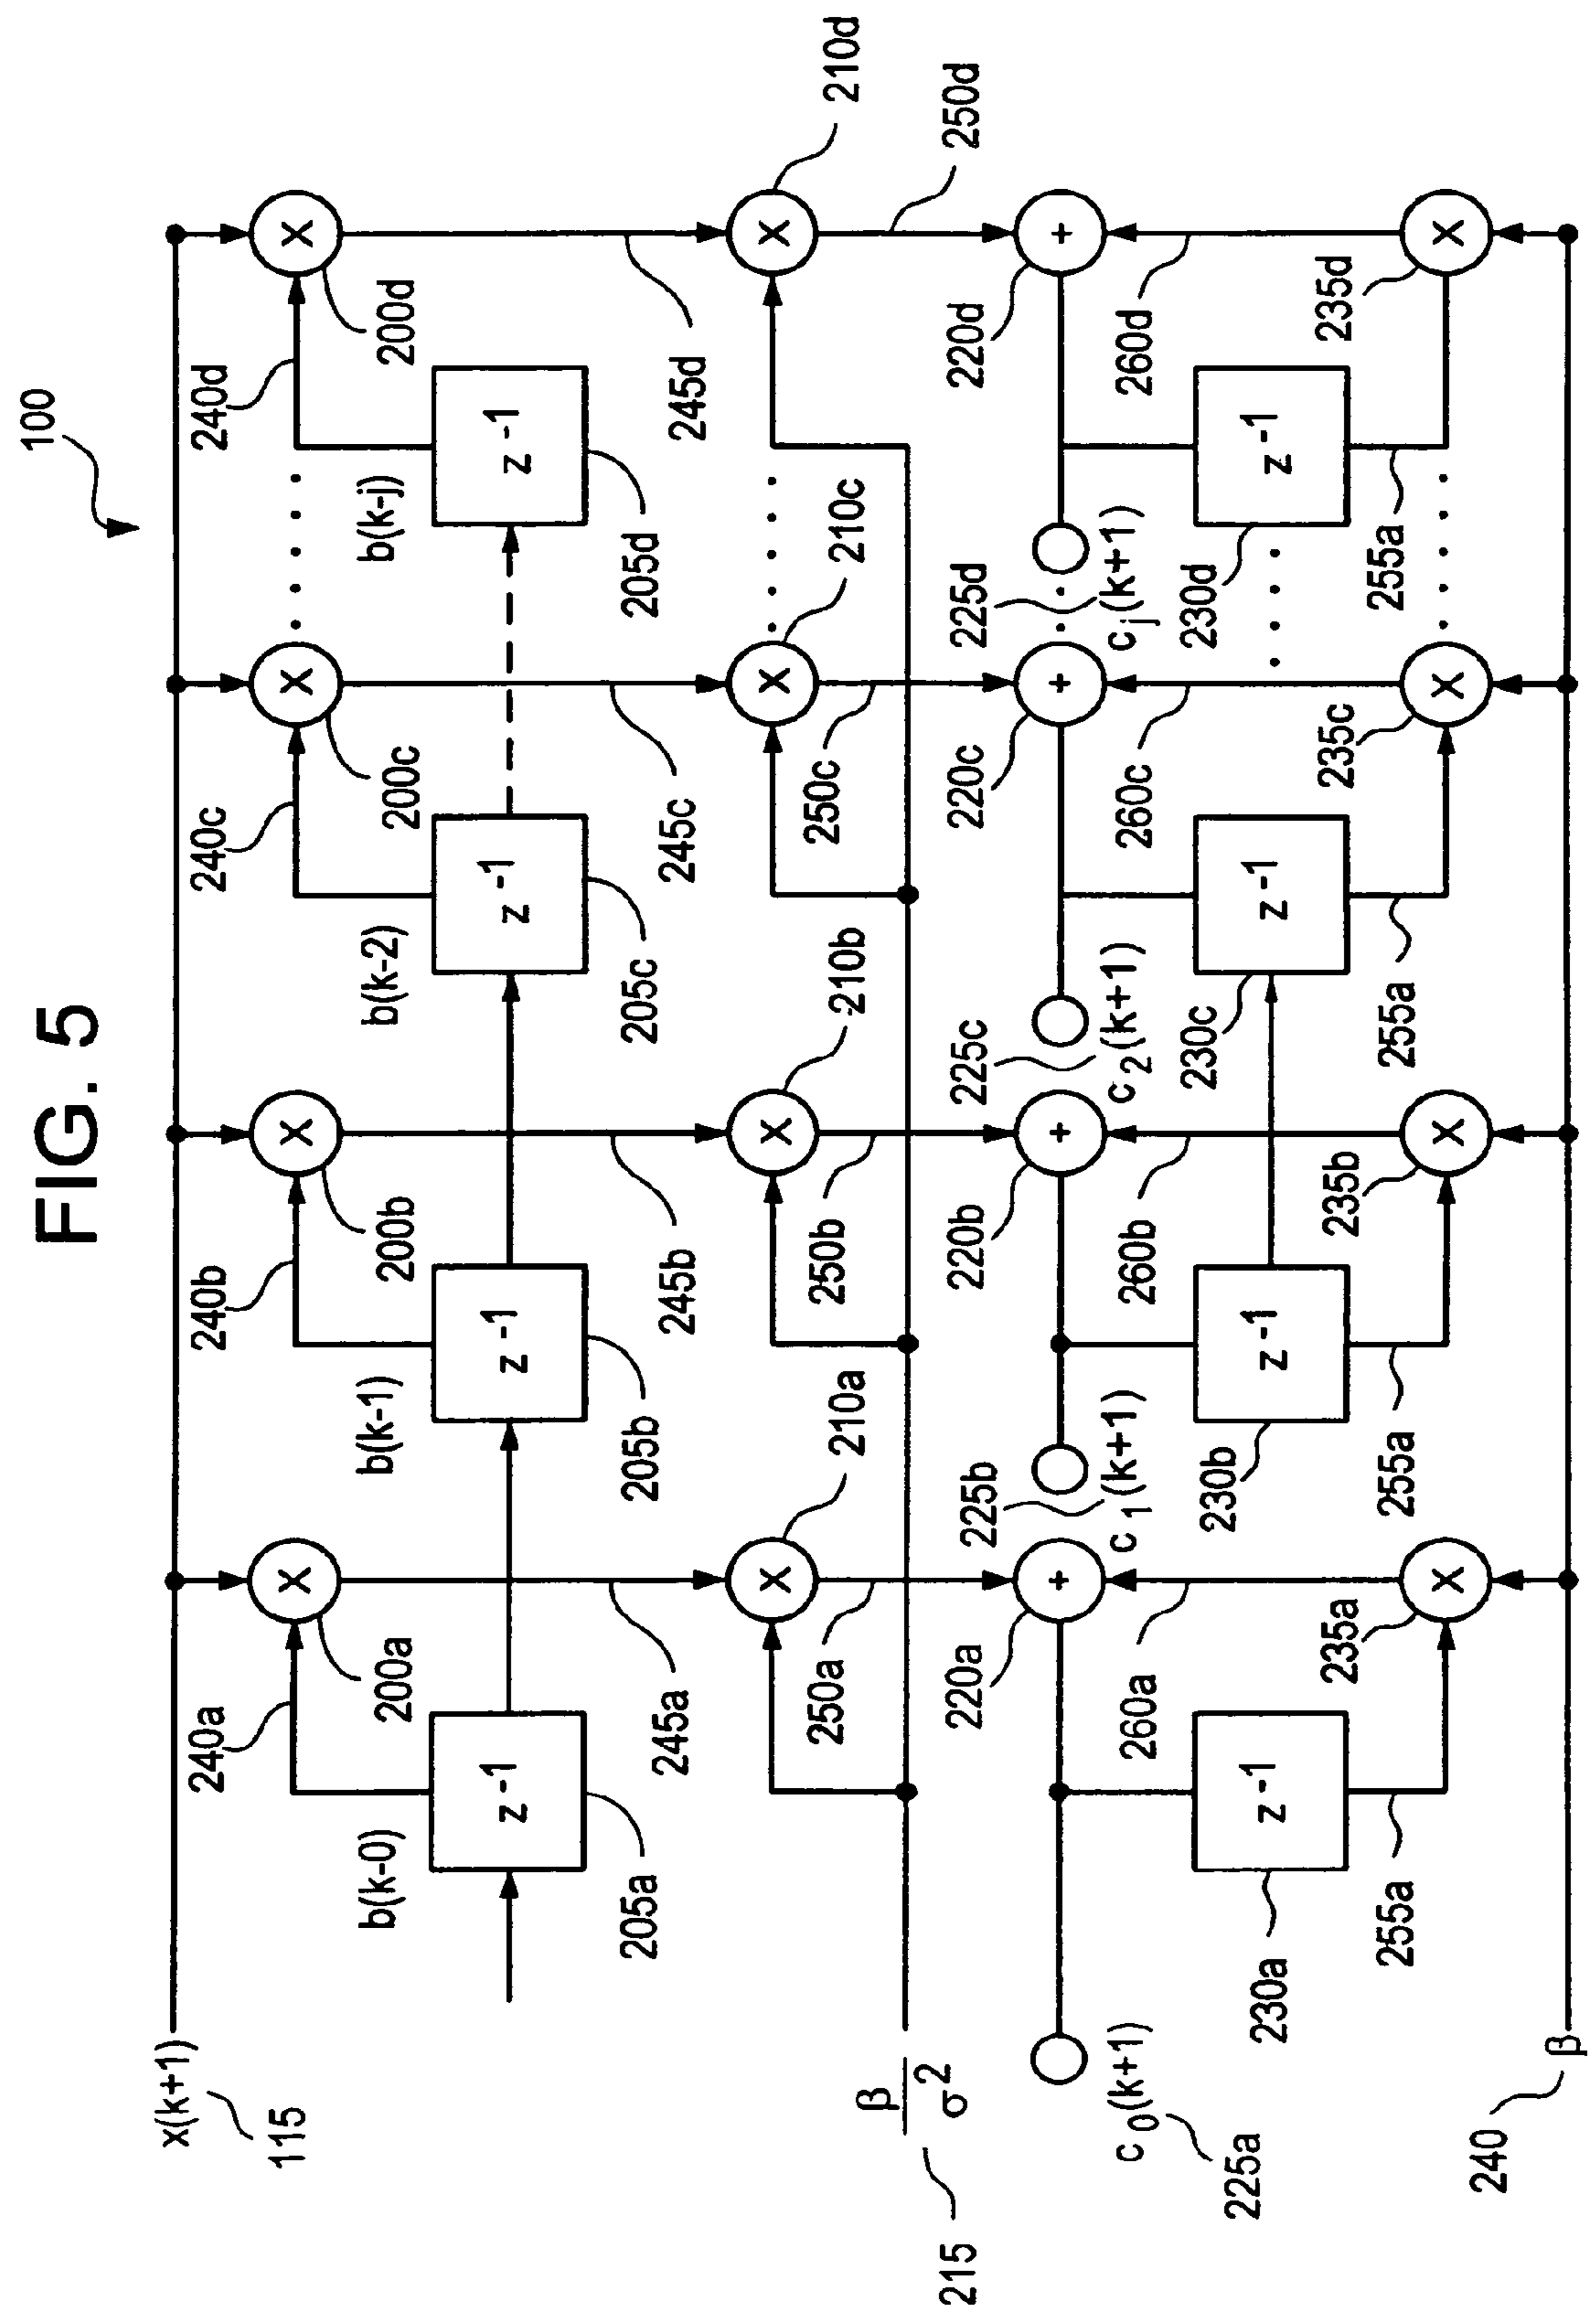 FIG. 5
100
x(k+1)
115
240a
240b
240c
240d
X
X
X
X
200a
200b
200c
200d
b(k-0)
b(k-1)
b(k-2)
b(k-j)
z -1
z -1
z -1
z -1
205a
205b
205c
205d
245a
245b
245c
245d
X
X
X
X
210a
210b
210c
210d
β
σ2
215
250a
250b
250c
250d
+
+
+
+
220a
220b
220c
220d
225b
225c
225d
c0(k+1)
c1(k+1)
c2(k+1)
cj(k+1)
225a
260a
260b
260c
260d
z -1
z -1
z -1
z -1
230a
230b
230c
230d
255a
255a
255a
255a
235a
235b
235c
235d
X
X
X
X
240
β